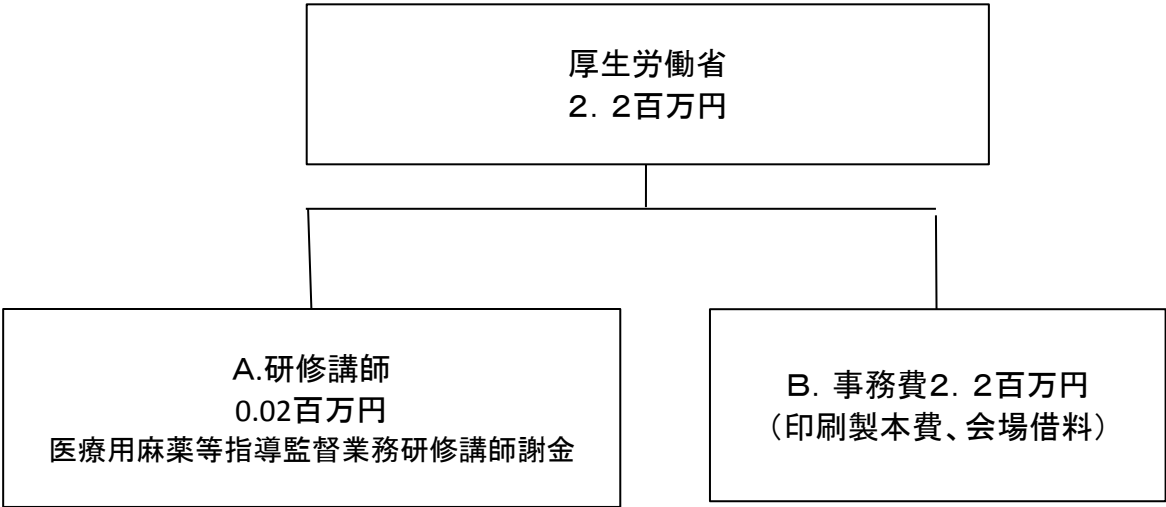 厚生労働省
２．２百万円
A.研修講師
0.02百万円
医療用麻薬等指導監督業務研修講師謝金
B．事務費２．２百万円
（印刷製本費、会場借料）